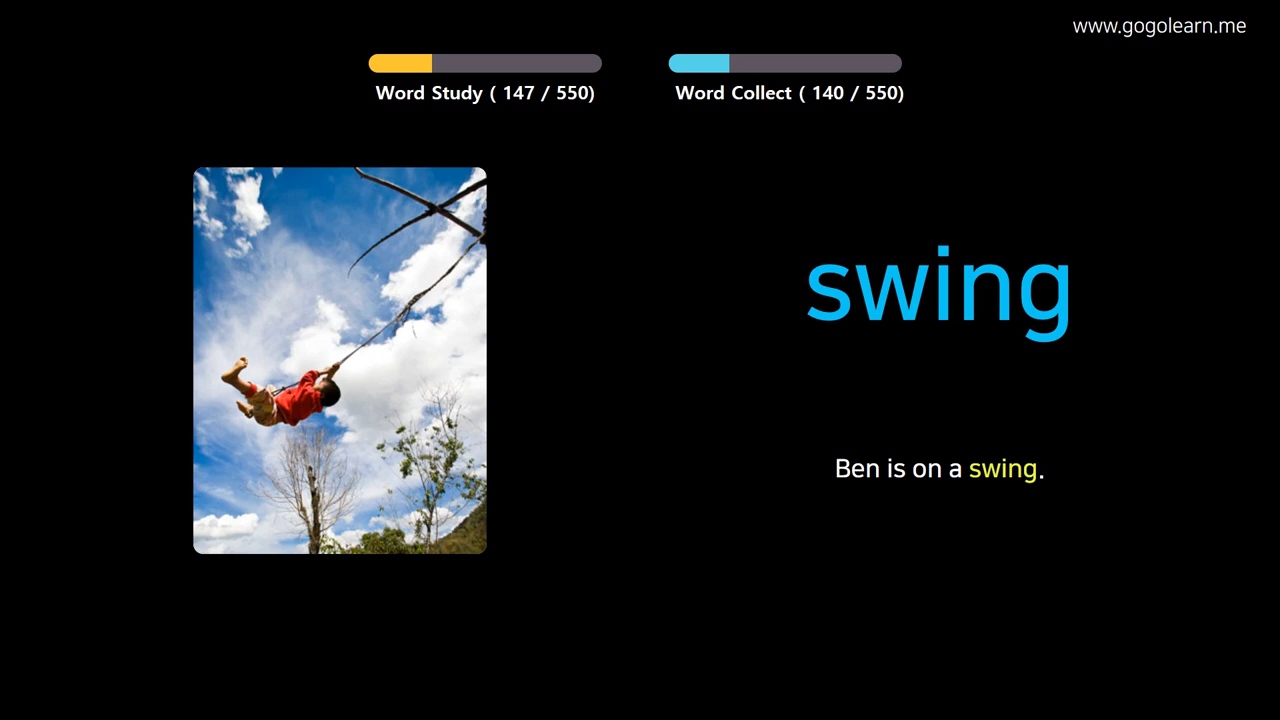 www.gogolearn.me
Word Study ( 147 / 550)
Word Collect ( 140 / 550)
swing
Ben is on a swing.